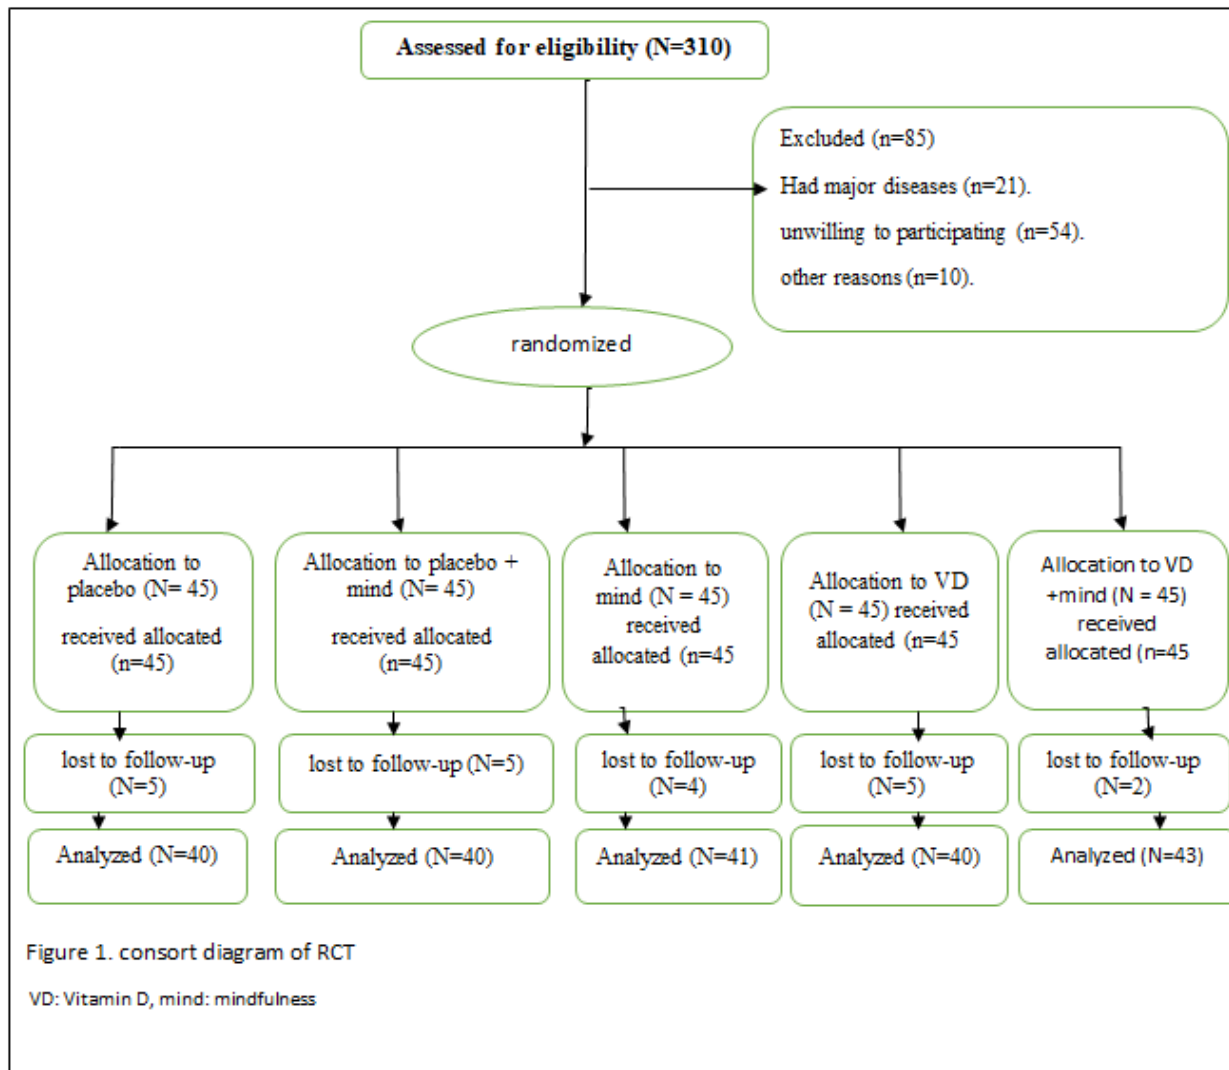 Assessed for eligibility (N=310)
Excluded (n=85)
Had major diseases (n=21).
unwilling to participating (n=54).
other reasons (n=10).
randomized
Allocation to
placebo (N= 45)
received allocated
(n=45)
Allocation to placebo +
mind (N= 45)
received allocated
(n=45)
Allocation to
mind (N = 45)
received
allocated (n=45
Allocation to VD
(N = 45) received
allocated (n=45
Allocation to VD
+mind (N = 45)
received
allocated (n=45
lost to follow-up
(N=5)
lost to follow-up (N=5)
lost to follow-up
(N=4)
lost to follow-up
(N=5)
lost to follow-up
(N=2)
Analyzed (N=40)
Analyzed (N=40)
Analyzed (N=41)
Analyzed (N=40)
Analyzed (N=43)
Figure 1. consort diagram of RCT
VD: Vitamin D, mind: mindfulness